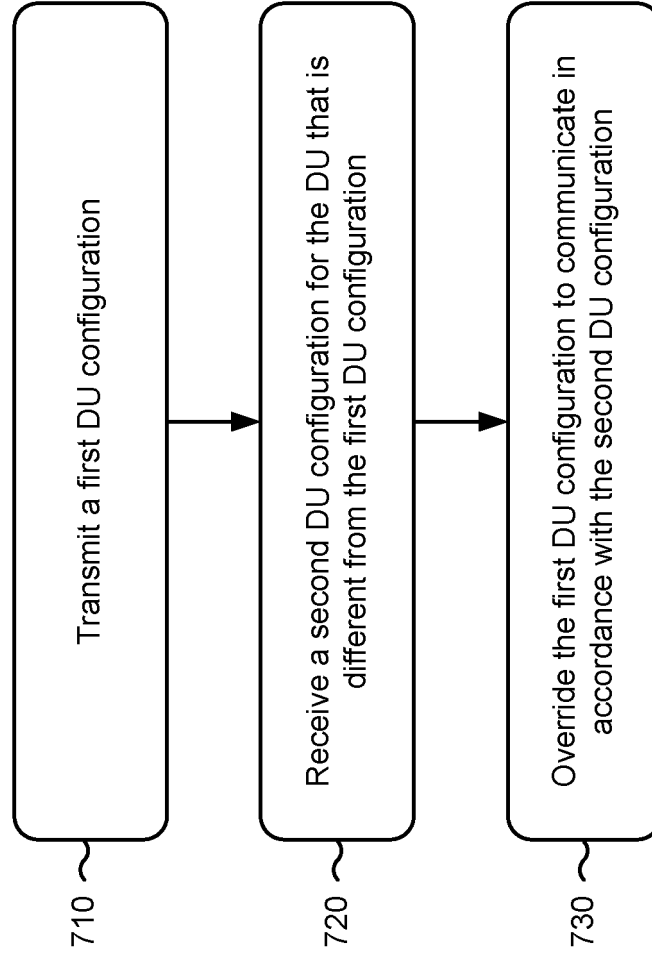 710
Transmit a first DU configuration
720
Receive a second DU configuration for the DU that is
different from the first DU configuration
730
Override the first DU configuration to communicate in
accordance with the second DU configuration